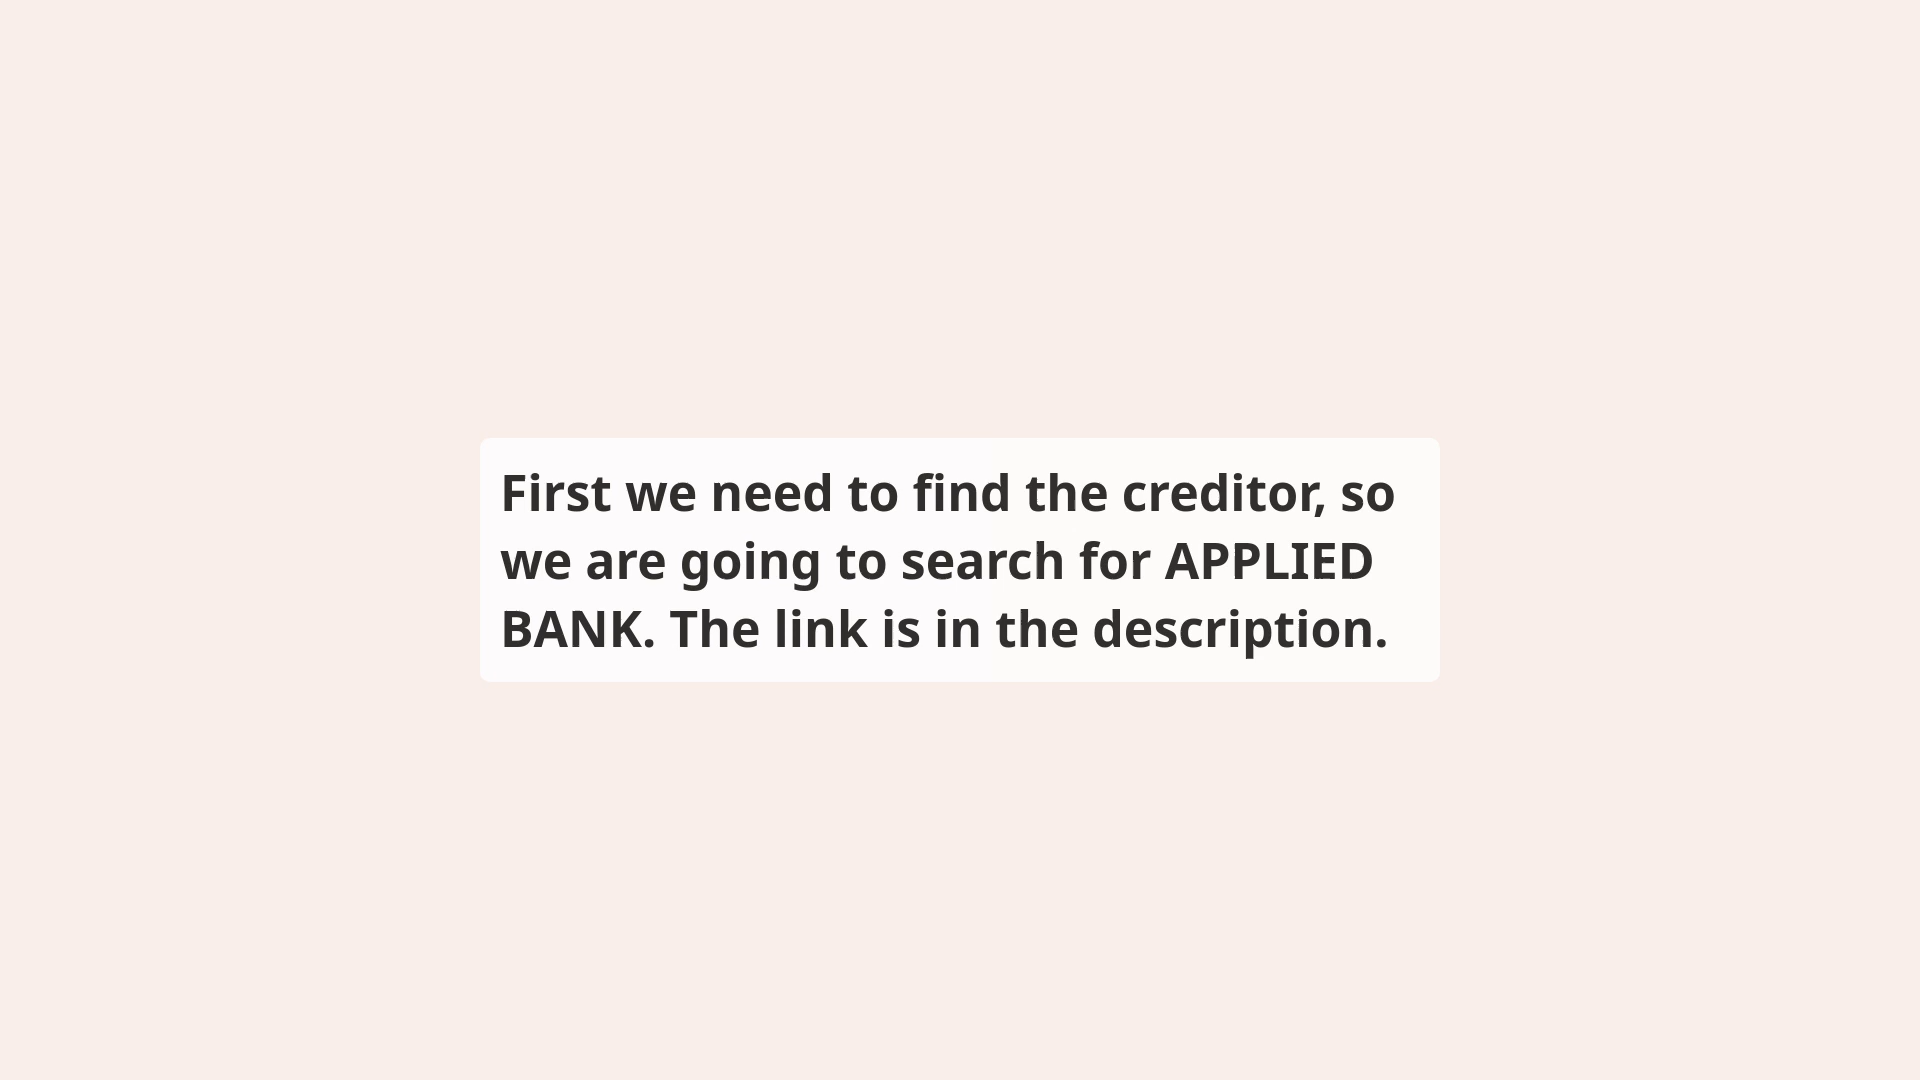 First we need to find the creditor, so
we are going to search for APPLIED
BANK. The link is in the description.